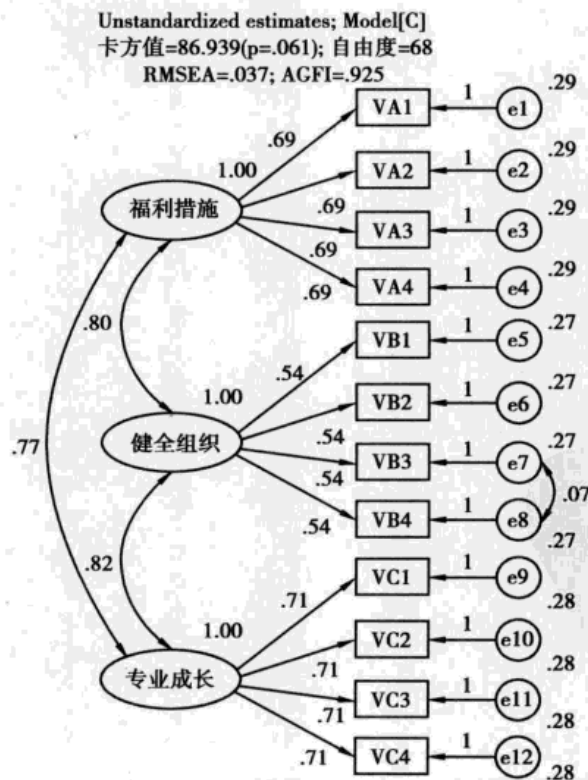 Unstandardized estimates; Model[C]
卡方值=86.939(p=.061); 自由度=68
RMSEA=.037; AGFI=.925
.29
VA1 1 e1
.69
.29
1.00
VA2 1 e2
福利措施
.29
.69
VA3 1 e3
.69
.29
.69
VA4 1 e4
.27
.80
VB1 1 e5
.54
.27
1.00
VB2 1 e6
.77
健全组织
.54
.27
VB3 1 e7
.54
.07
.54
VB4 1 e8
.27
.82
VC1 1 e9
.71
.28
1.00
VC2 1 e10
专业成长
.71
.28
VC3 1 e11
.71
.28
.71
VC4 1 e12
.28